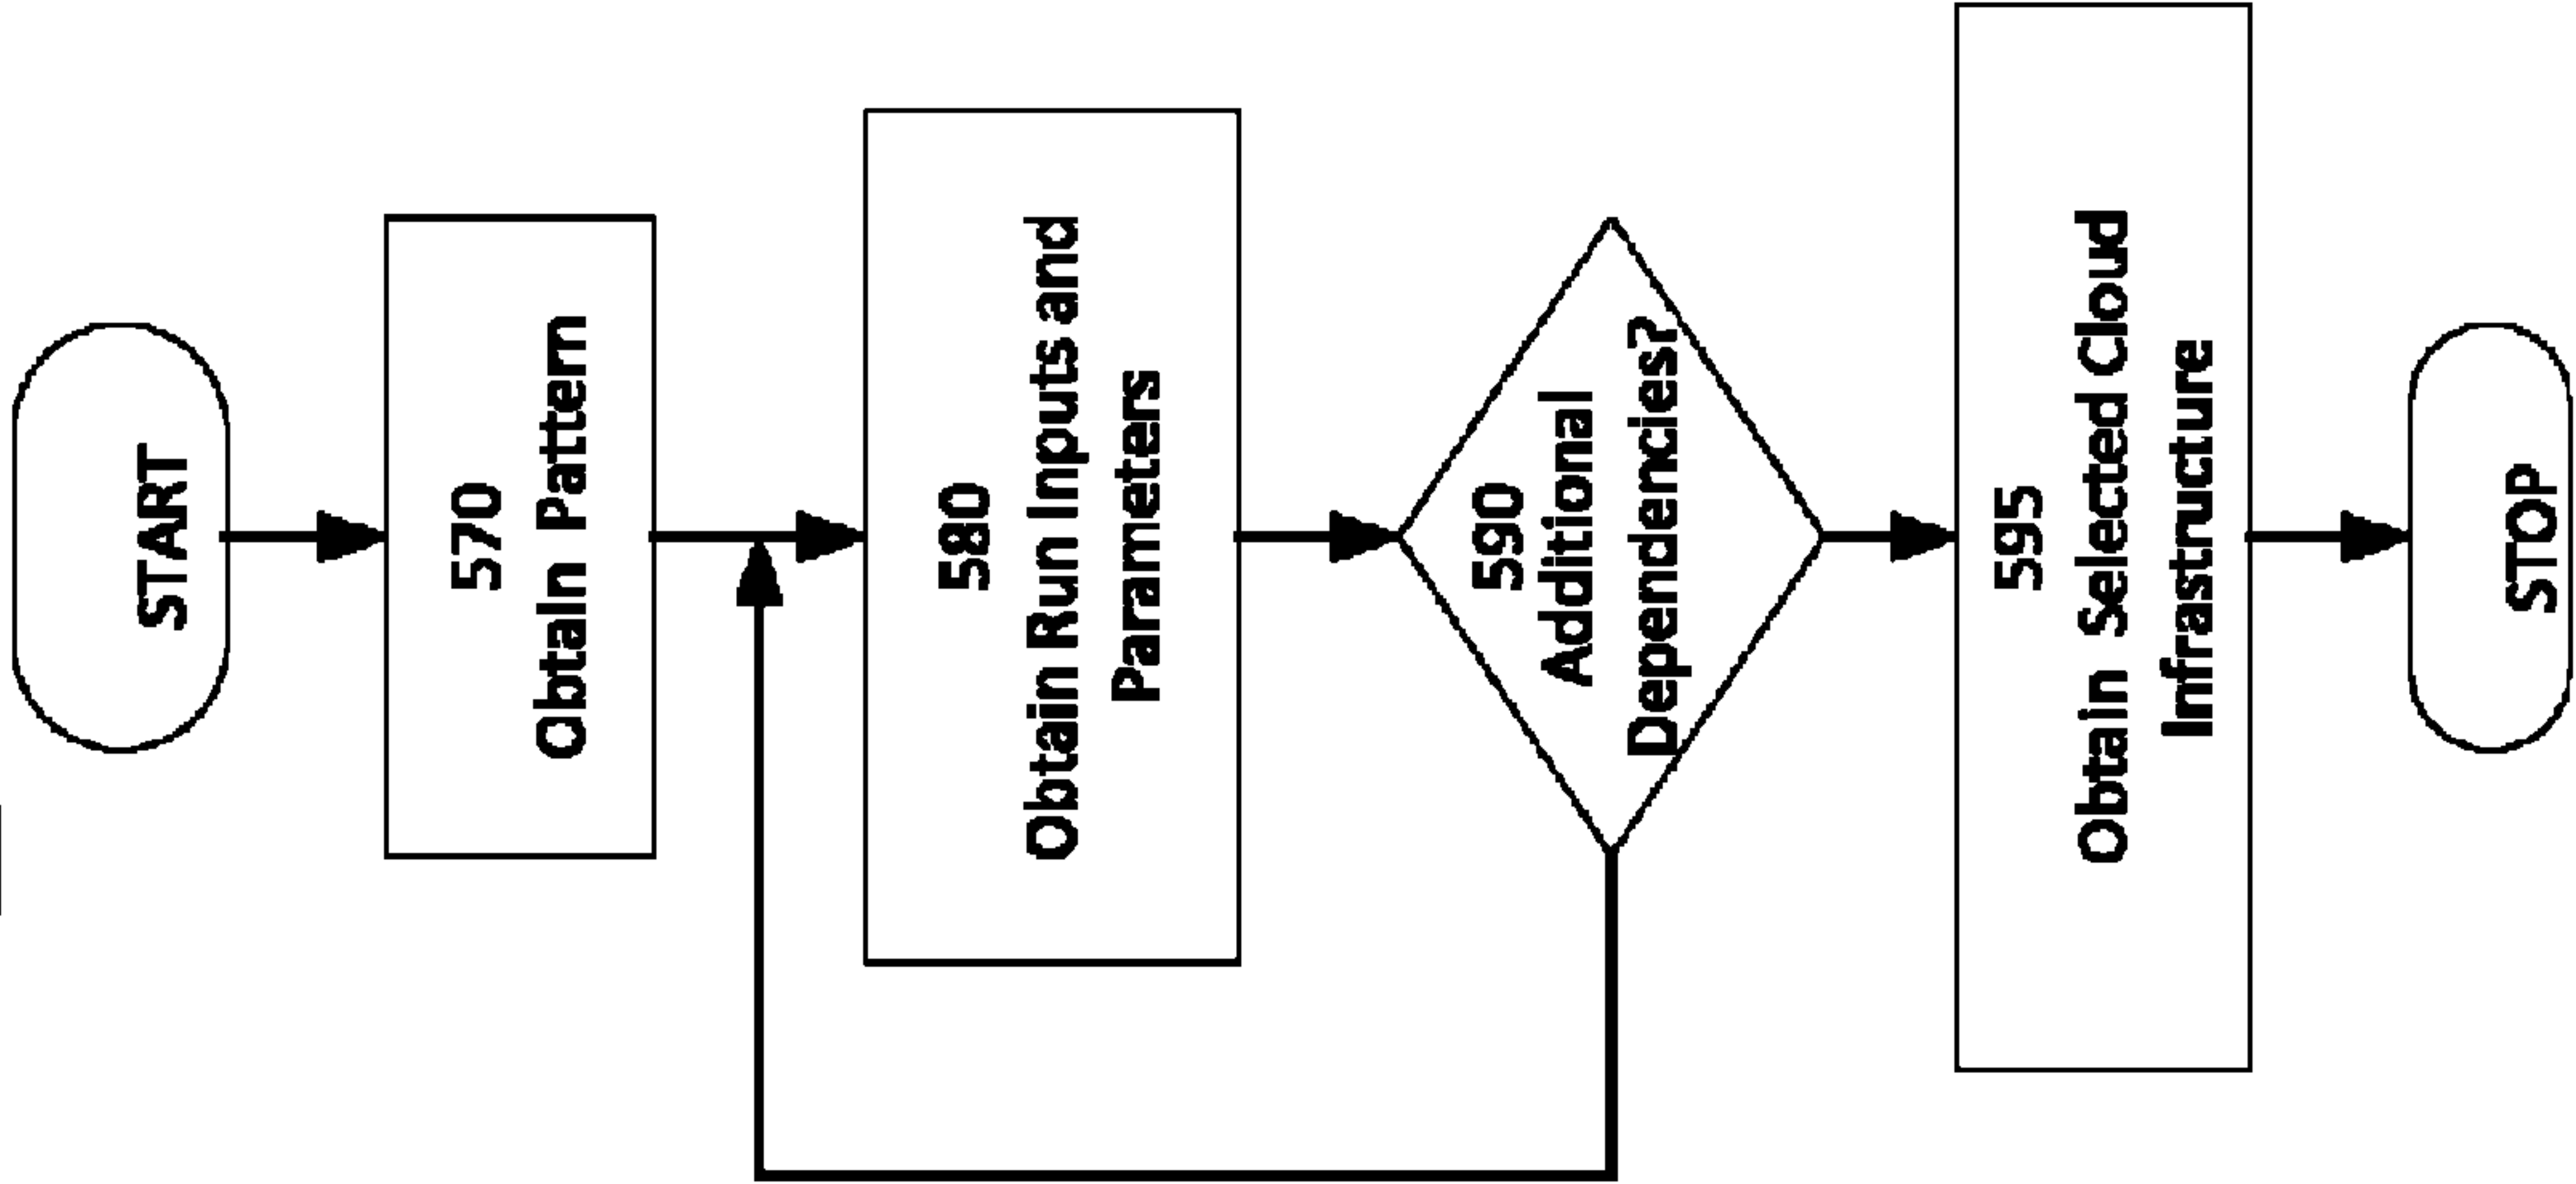 START
570
Obtain Pattern
580
Obtain Run Inputs and
Parameters
590
Additional
Dependencies?
595
Obtain Selected Cloud
Infrastructure
STOP